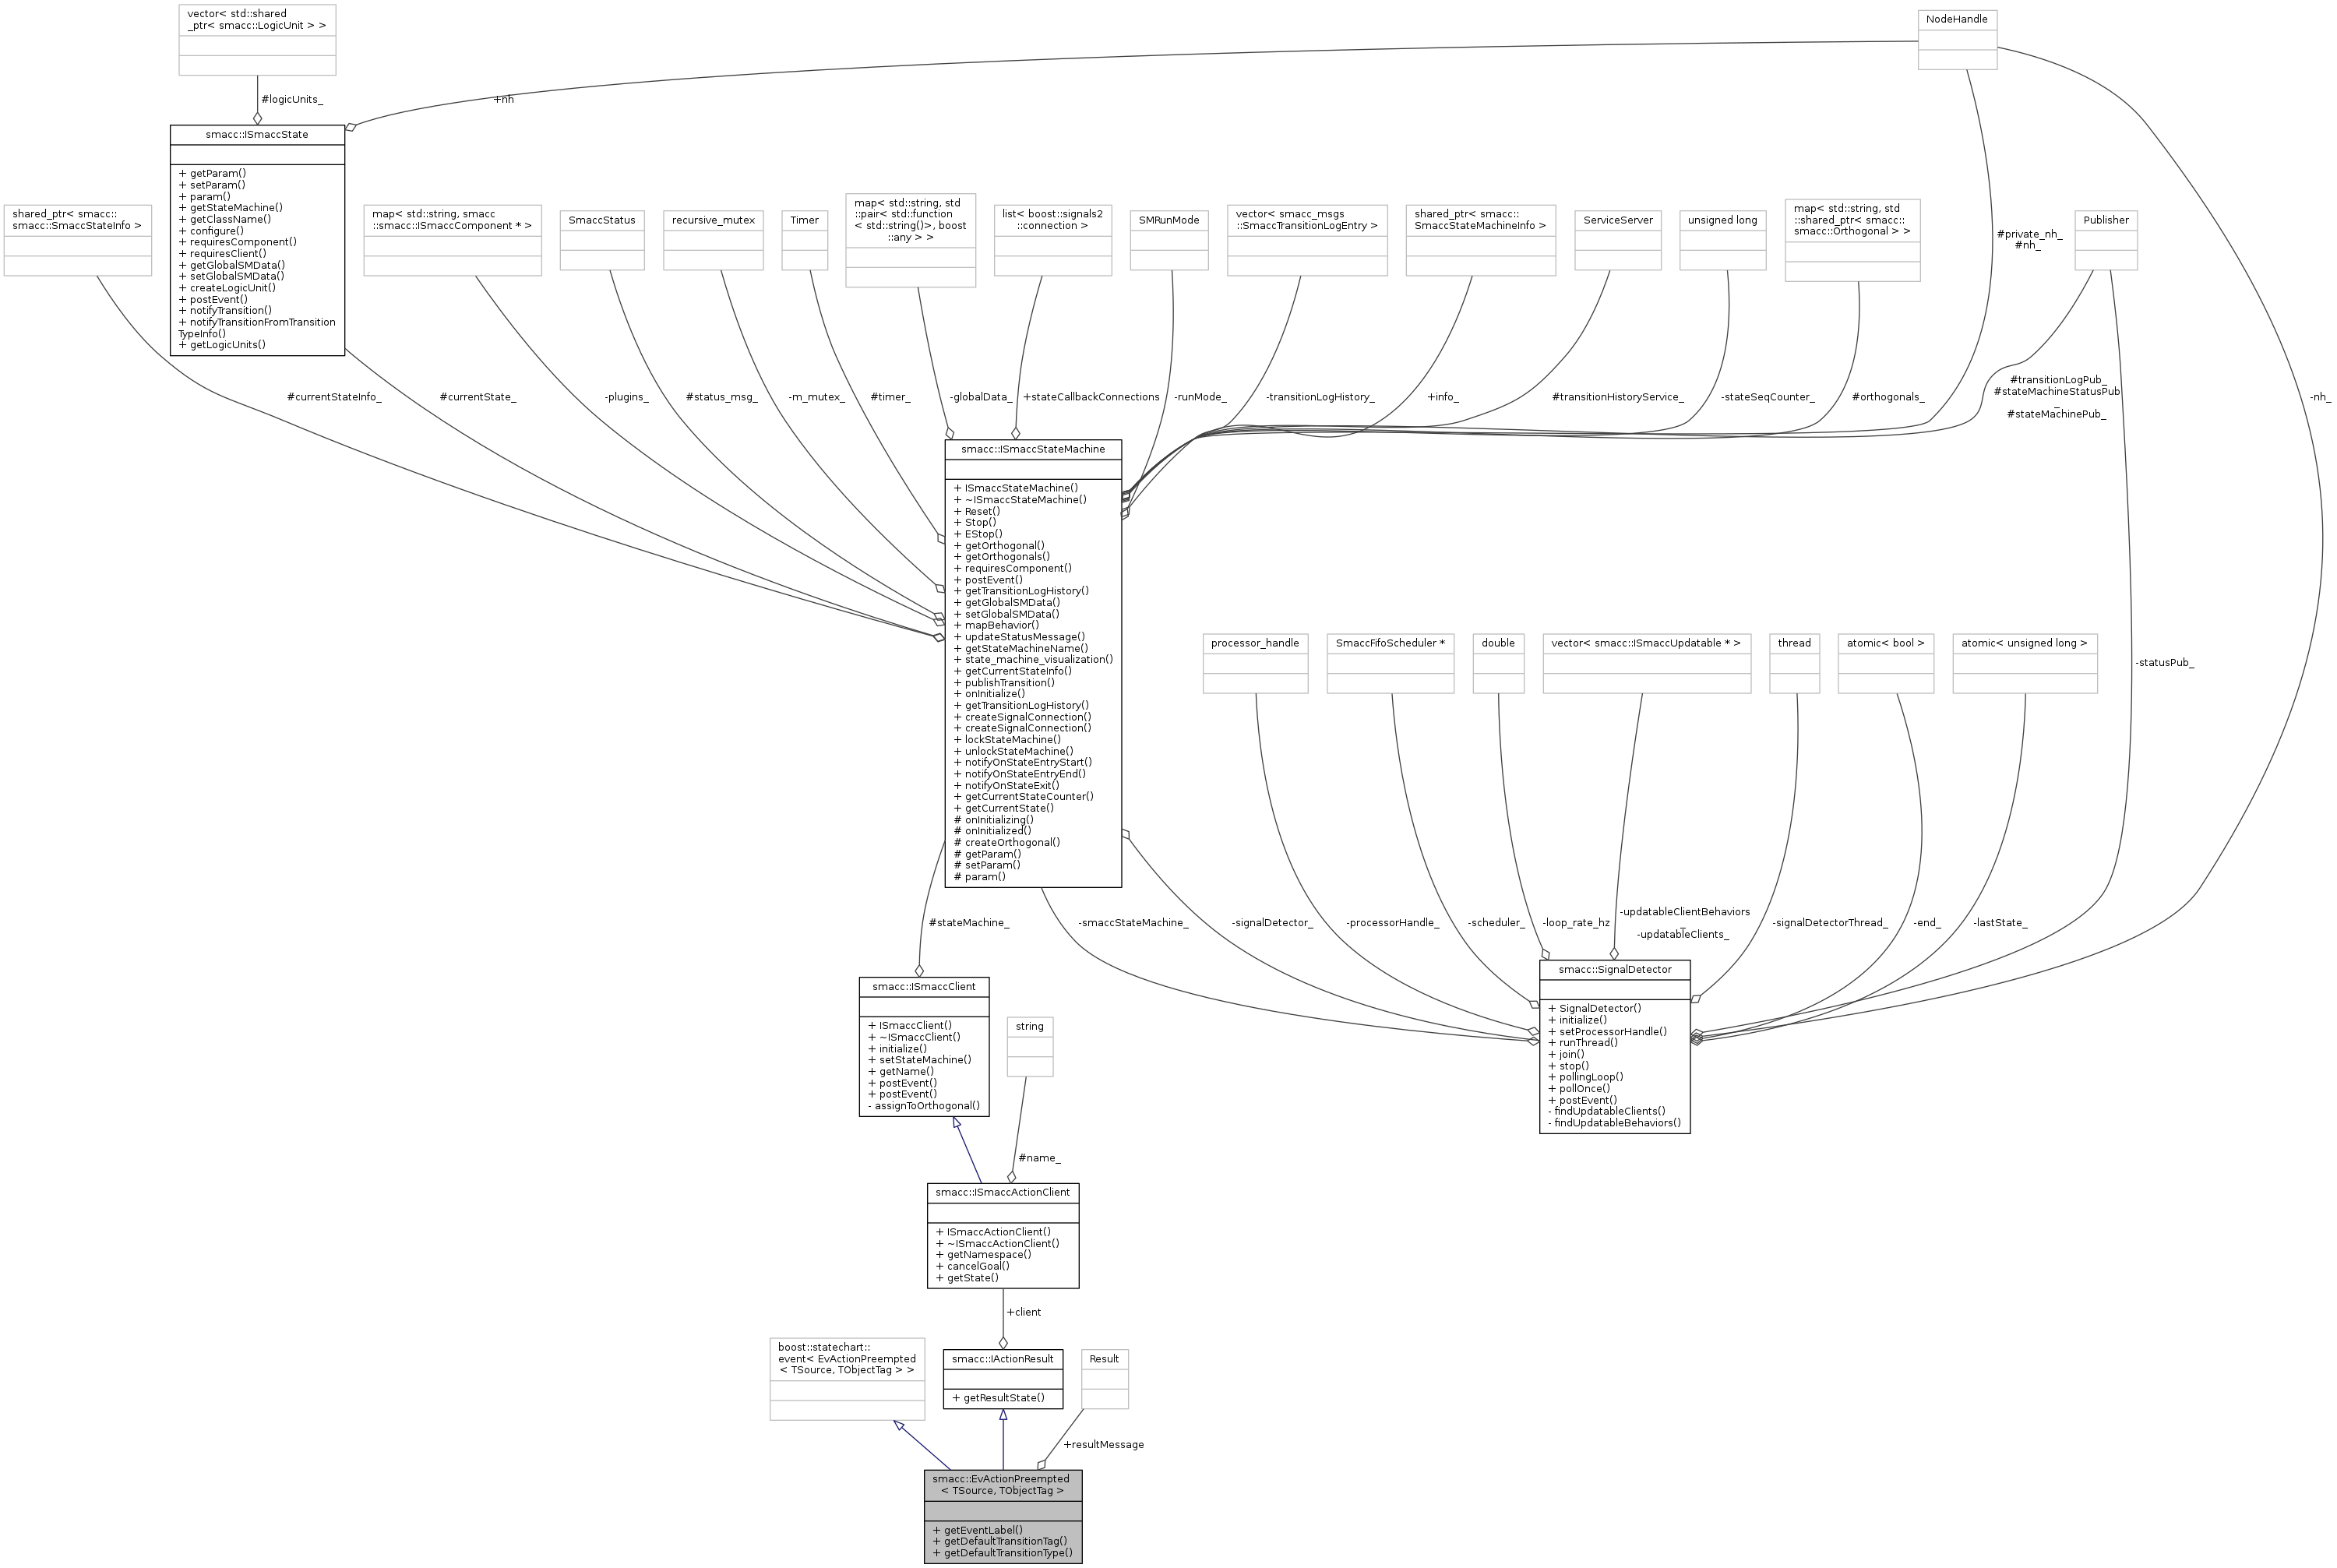 vector< std::shared
_ptr< smacc::LogicUnit > >
NodeHandle
#logicUnits_
+nh
smacc::ISmaccState
+ getParam()
+ setParam()
+ param()
+ getStateMachine()
+ getClassName()
+ configure()
+ requiresComponent()
+ requiresClient()
+ getGlobalSMData()
+ setGlobalSMData()
+ createLogicUnit()
+ postEvent()
+ notifyTransition()
+ notifyTransitionFromTransition
TypeInfo()
+ getLogicUnits()
shared_ptr< smacc::
smacc::SmaccStateInfo >
map< std::string, smacc
::smacc::ISmaccComponent * >
SmaccStatus
recursive_mutex
Timer
map< std::string, std
::pair< std::function
< std::string()>, boost
::any > >
list< boost::signals2
::connection >
SMRunMode
vector< smacc_msgs
::SmaccTransitionLogEntry >
shared_ptr< smacc::
SmaccStateMachineInfo >
ServiceServer
unsigned long
map< std::string, std
::shared_ptr< smacc::
smacc::Orthogonal > >
Publisher
#private_nh_
#nh_
#currentStateInfo_
#currentState_
-plugins_
#status_msg_
-m_mutex_
#timer_
-globalData_
+stateCallbackConnections
-runMode_
-transitionLogHistory_
+info_
#transitionHistoryService_
-stateSeqCounter_
#orthogonals_
#transitionLogPub_
#stateMachineStatusPub
_
#stateMachinePub_
-nh_
smacc::ISmaccStateMachine
+ ISmaccStateMachine()
+ ~ISmaccStateMachine()
+ Reset()
+ Stop()
+ EStop()
+ getOrthogonal()
+ getOrthogonals()
+ requiresComponent()
+ postEvent()
+ getTransitionLogHistory()
+ getGlobalSMData()
+ setGlobalSMData()
+ mapBehavior()
+ updateStatusMessage()
+ getStateMachineName()
+ state_machine_visualization()
+ getCurrentStateInfo()
+ publishTransition()
+ onInitialize()
+ getTransitionLogHistory()
+ createSignalConnection()
+ createSignalConnection()
+ lockStateMachine()
+ unlockStateMachine()
+ notifyOnStateEntryStart()
+ notifyOnStateEntryEnd()
+ notifyOnStateExit()
+ getCurrentStateCounter()
+ getCurrentState()
# onInitializing()
# onInitialized()
# createOrthogonal()
# getParam()
# setParam()
# param()
processor_handle
SmaccFifoScheduler *
double
vector< smacc::ISmaccUpdatable * >
thread
atomic< bool >
atomic< unsigned long >
-statusPub_
#stateMachine_
-smaccStateMachine_
-signalDetector_
-processorHandle_
-scheduler_
-loop_rate_hz
-updatableClientBehaviors
_
-updatableClients_
-signalDetectorThread_
-end_
-lastState_
smacc::SignalDetector
+ SignalDetector()
+ initialize()
+ setProcessorHandle()
+ runThread()
+ join()
+ stop()
+ pollingLoop()
+ pollOnce()
+ postEvent()
- findUpdatableClients()
- findUpdatableBehaviors()
smacc::ISmaccClient
+ ISmaccClient()
+ ~ISmaccClient()
+ initialize()
+ setStateMachine()
+ getName()
+ postEvent()
+ postEvent()
- assignToOrthogonal()
string
#name_
smacc::ISmaccActionClient
+ ISmaccActionClient()
+ ~ISmaccActionClient()
+ getNamespace()
+ cancelGoal()
+ getState()
+client
boost::statechart::
event< EvActionPreempted
< TSource, TObjectTag > >
smacc::IActionResult
+ getResultState()
Result
+resultMessage
smacc::EvActionPreempted
< TSource, TObjectTag >
+ getEventLabel()
+ getDefaultTransitionTag()
+ getDefaultTransitionType()